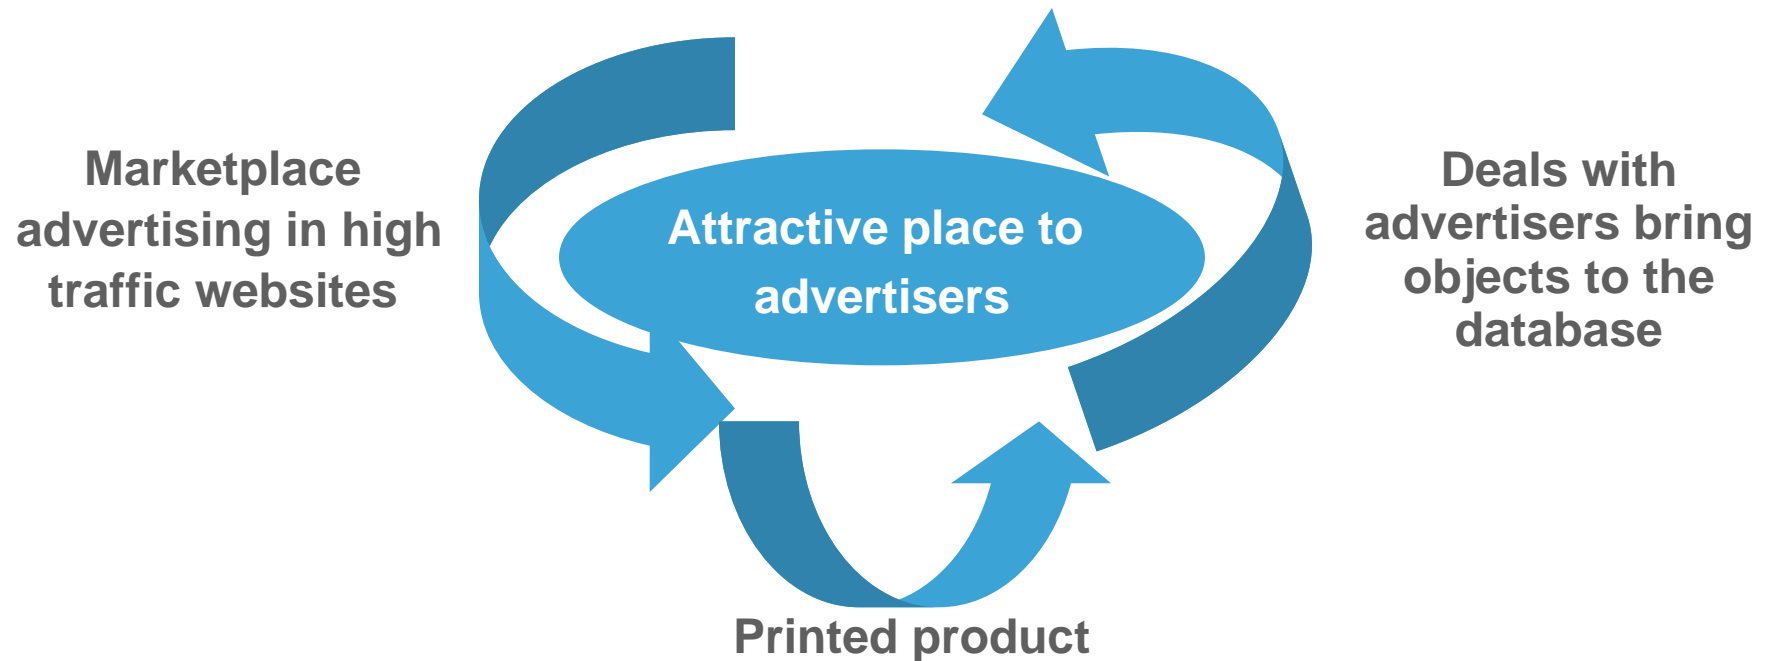 Marketplace
advertising in high
traffic websites
Attractive place to
advertisers
Deals with
advertisers bring
objects to the
database
Printed product